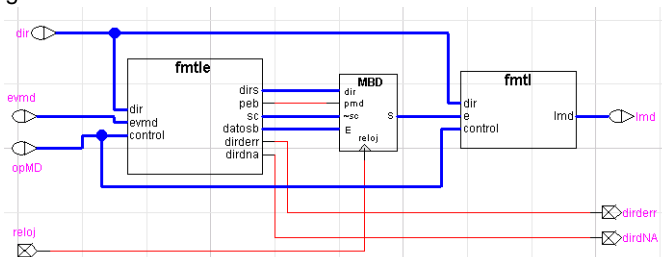 dir
fmtle
dir
evmd
control
dirs
peb
sc
datosb
dirderr
dirdna
MBD
dir
pmd
~sc
E
reloj
S
fmtl
dir
e
control
lmd
lmd
evmd
opMD
reloj
dirderr
dirdNA